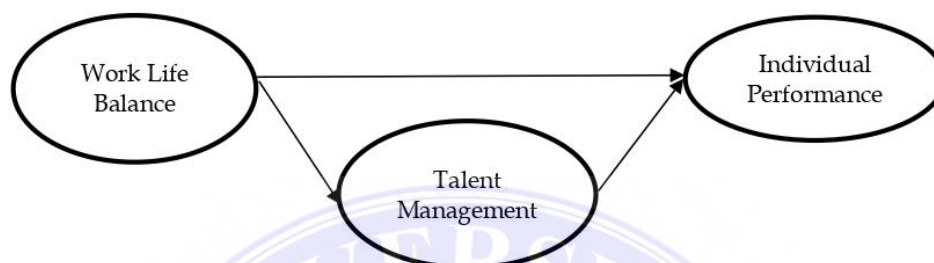 Work Life
Balance
Individual
Performance
Talent
Management